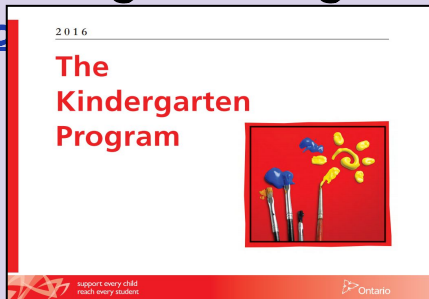 2016
The
Kindergarten
Program
support every child
reach every student
Ontario